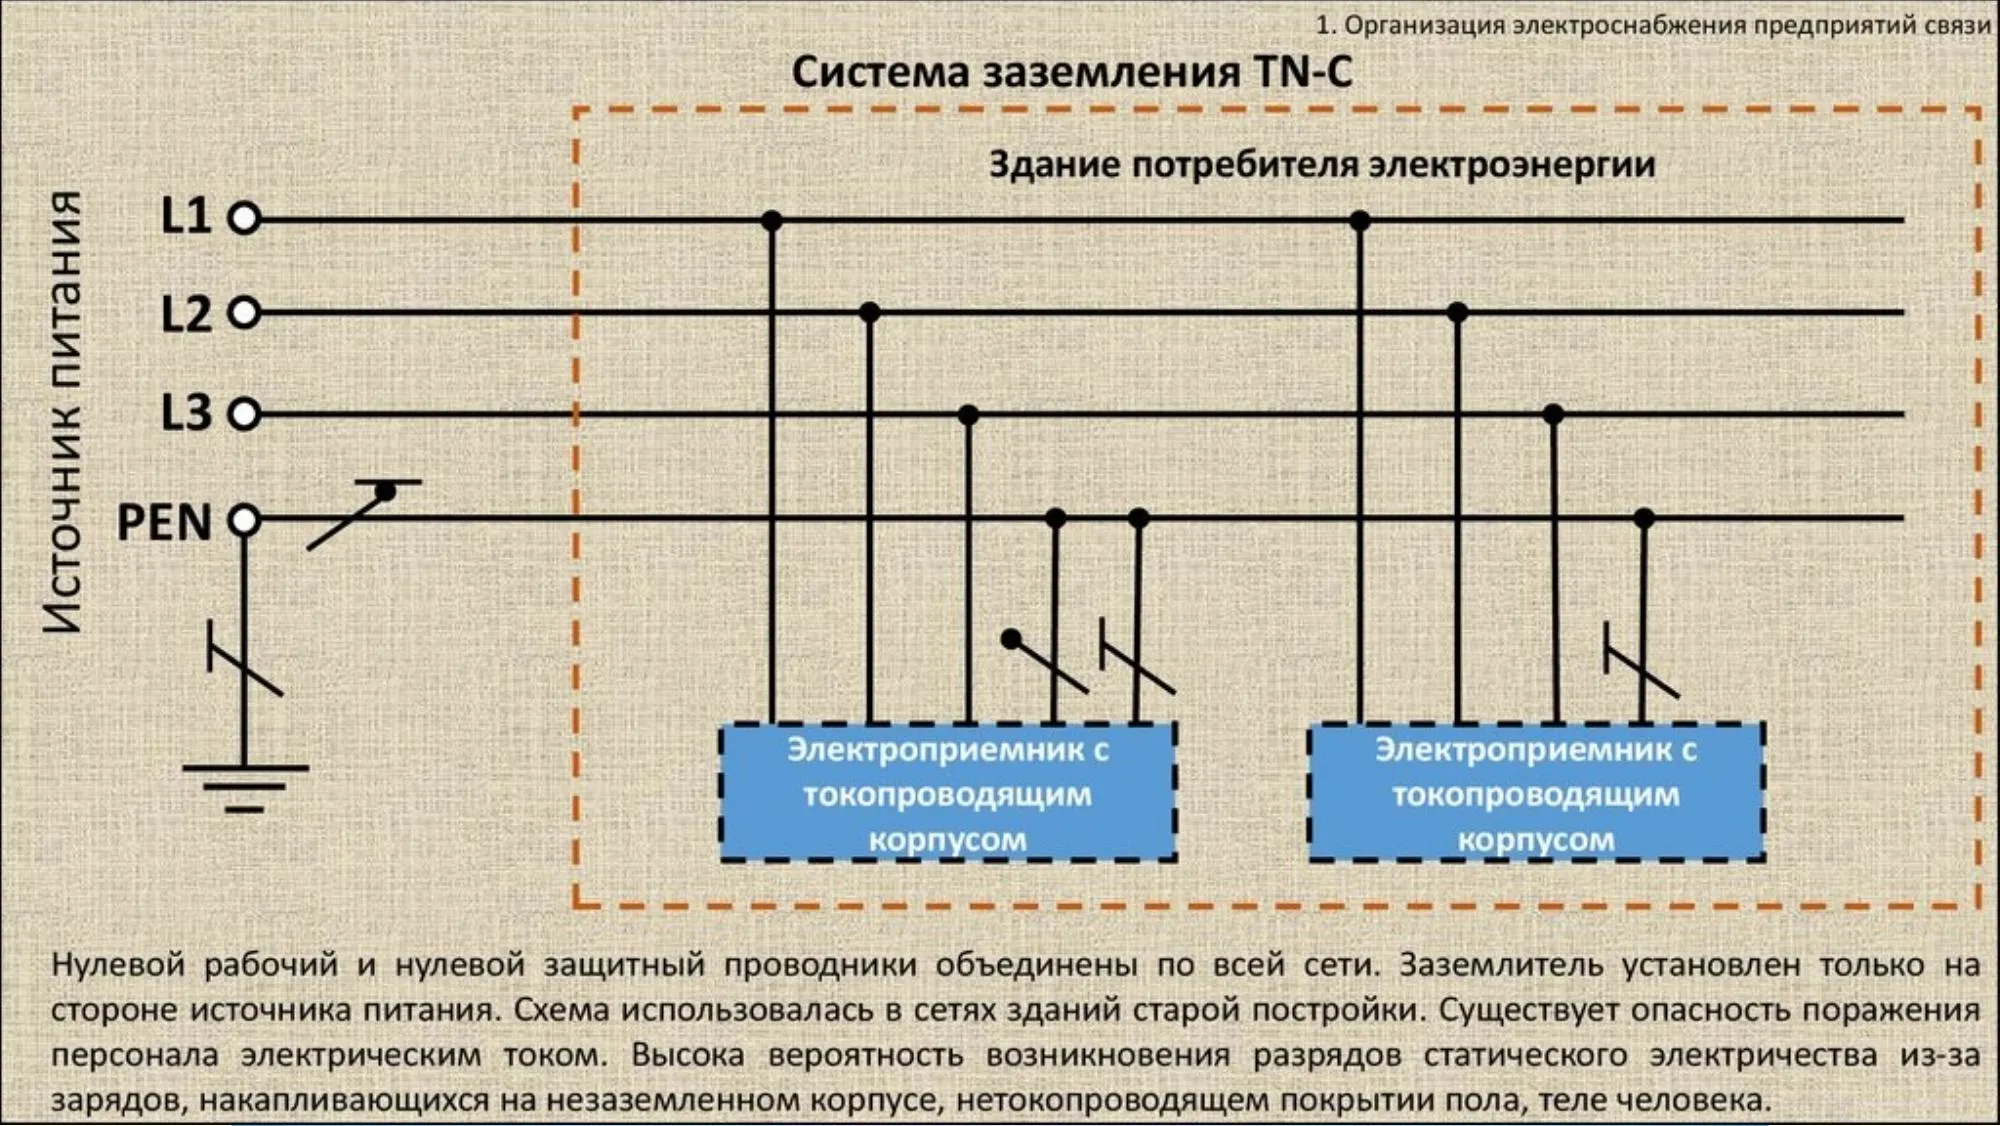 1. Организация электроснабжения предприятий связи
Система заземления TN-C
Здание потребителя электроэнергии
Источник питания
L1
L2
L3
PEN
Электроприемник с
токопроводящим
корпусом
Электроприемник с
токопроводящим
корпусом
Нулевой рабочий и нулевой защитный проводники объединены по всей сети. Заземлитель установлен только на
стороне источника питания. Схема использовалась в сетях зданий старой постройки. Существует опасность поражения
персонала электрическим током. Высока вероятность возникновения разрядов статического электричества из-за
зарядов, накапливающихся на незаземленном корпусе, нетокопроводящем покрытии пола, теле человека.